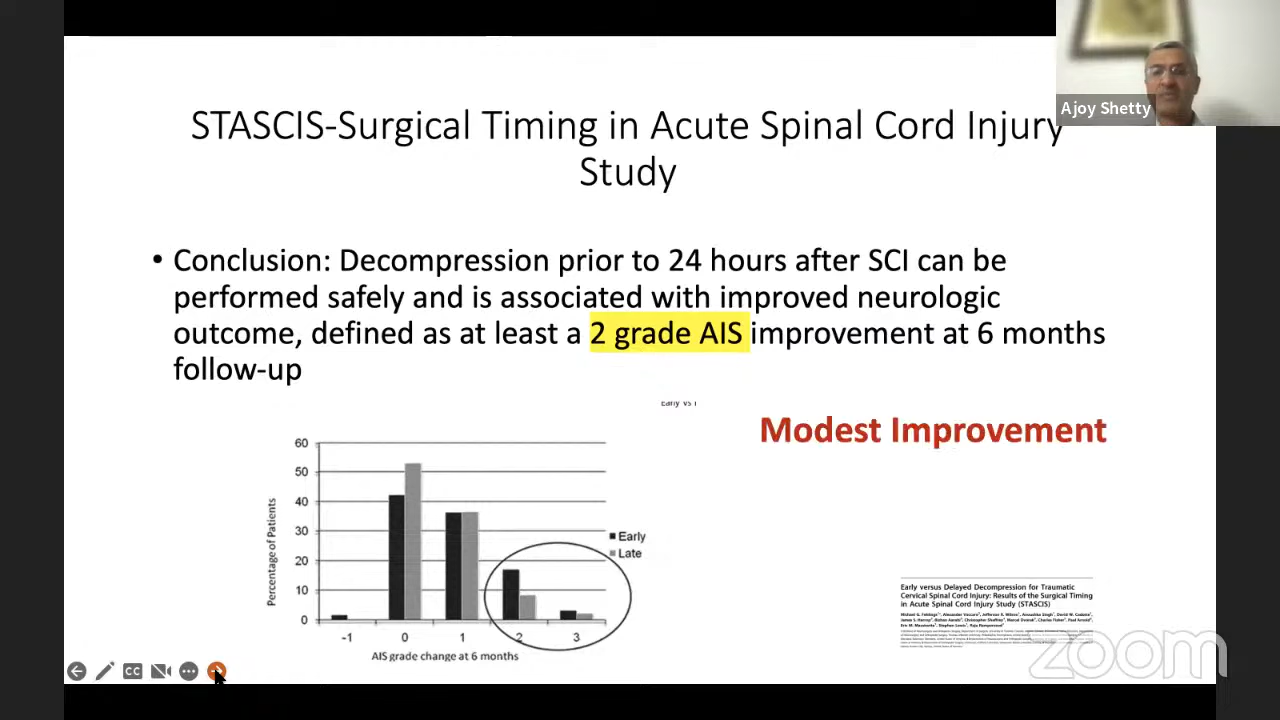 Ajoy Shetty
STASCIS-Surgical Timing in Acute Spinal Cord Injury
Study
• Conclusion: Decompression prior to 24 hours after SCI can be
performed safely and is associated with improved neurologic
outcome, defined as at least a 2 grade AIS improvement at 6 months
follow-up
Early vs
Modest Improvement
60
50
40
30
20
10
0
Percentage of Patients
-1 0 1 2 3
AIS grade change at 6 months
Early
Late
Early versus Delayed Decompression for Traumatic
Cervical Spinal Cord Injury: Results of the Surgical Timing
in Acute Spinal Cord Injury Study (STASCIS)
CC
zoom